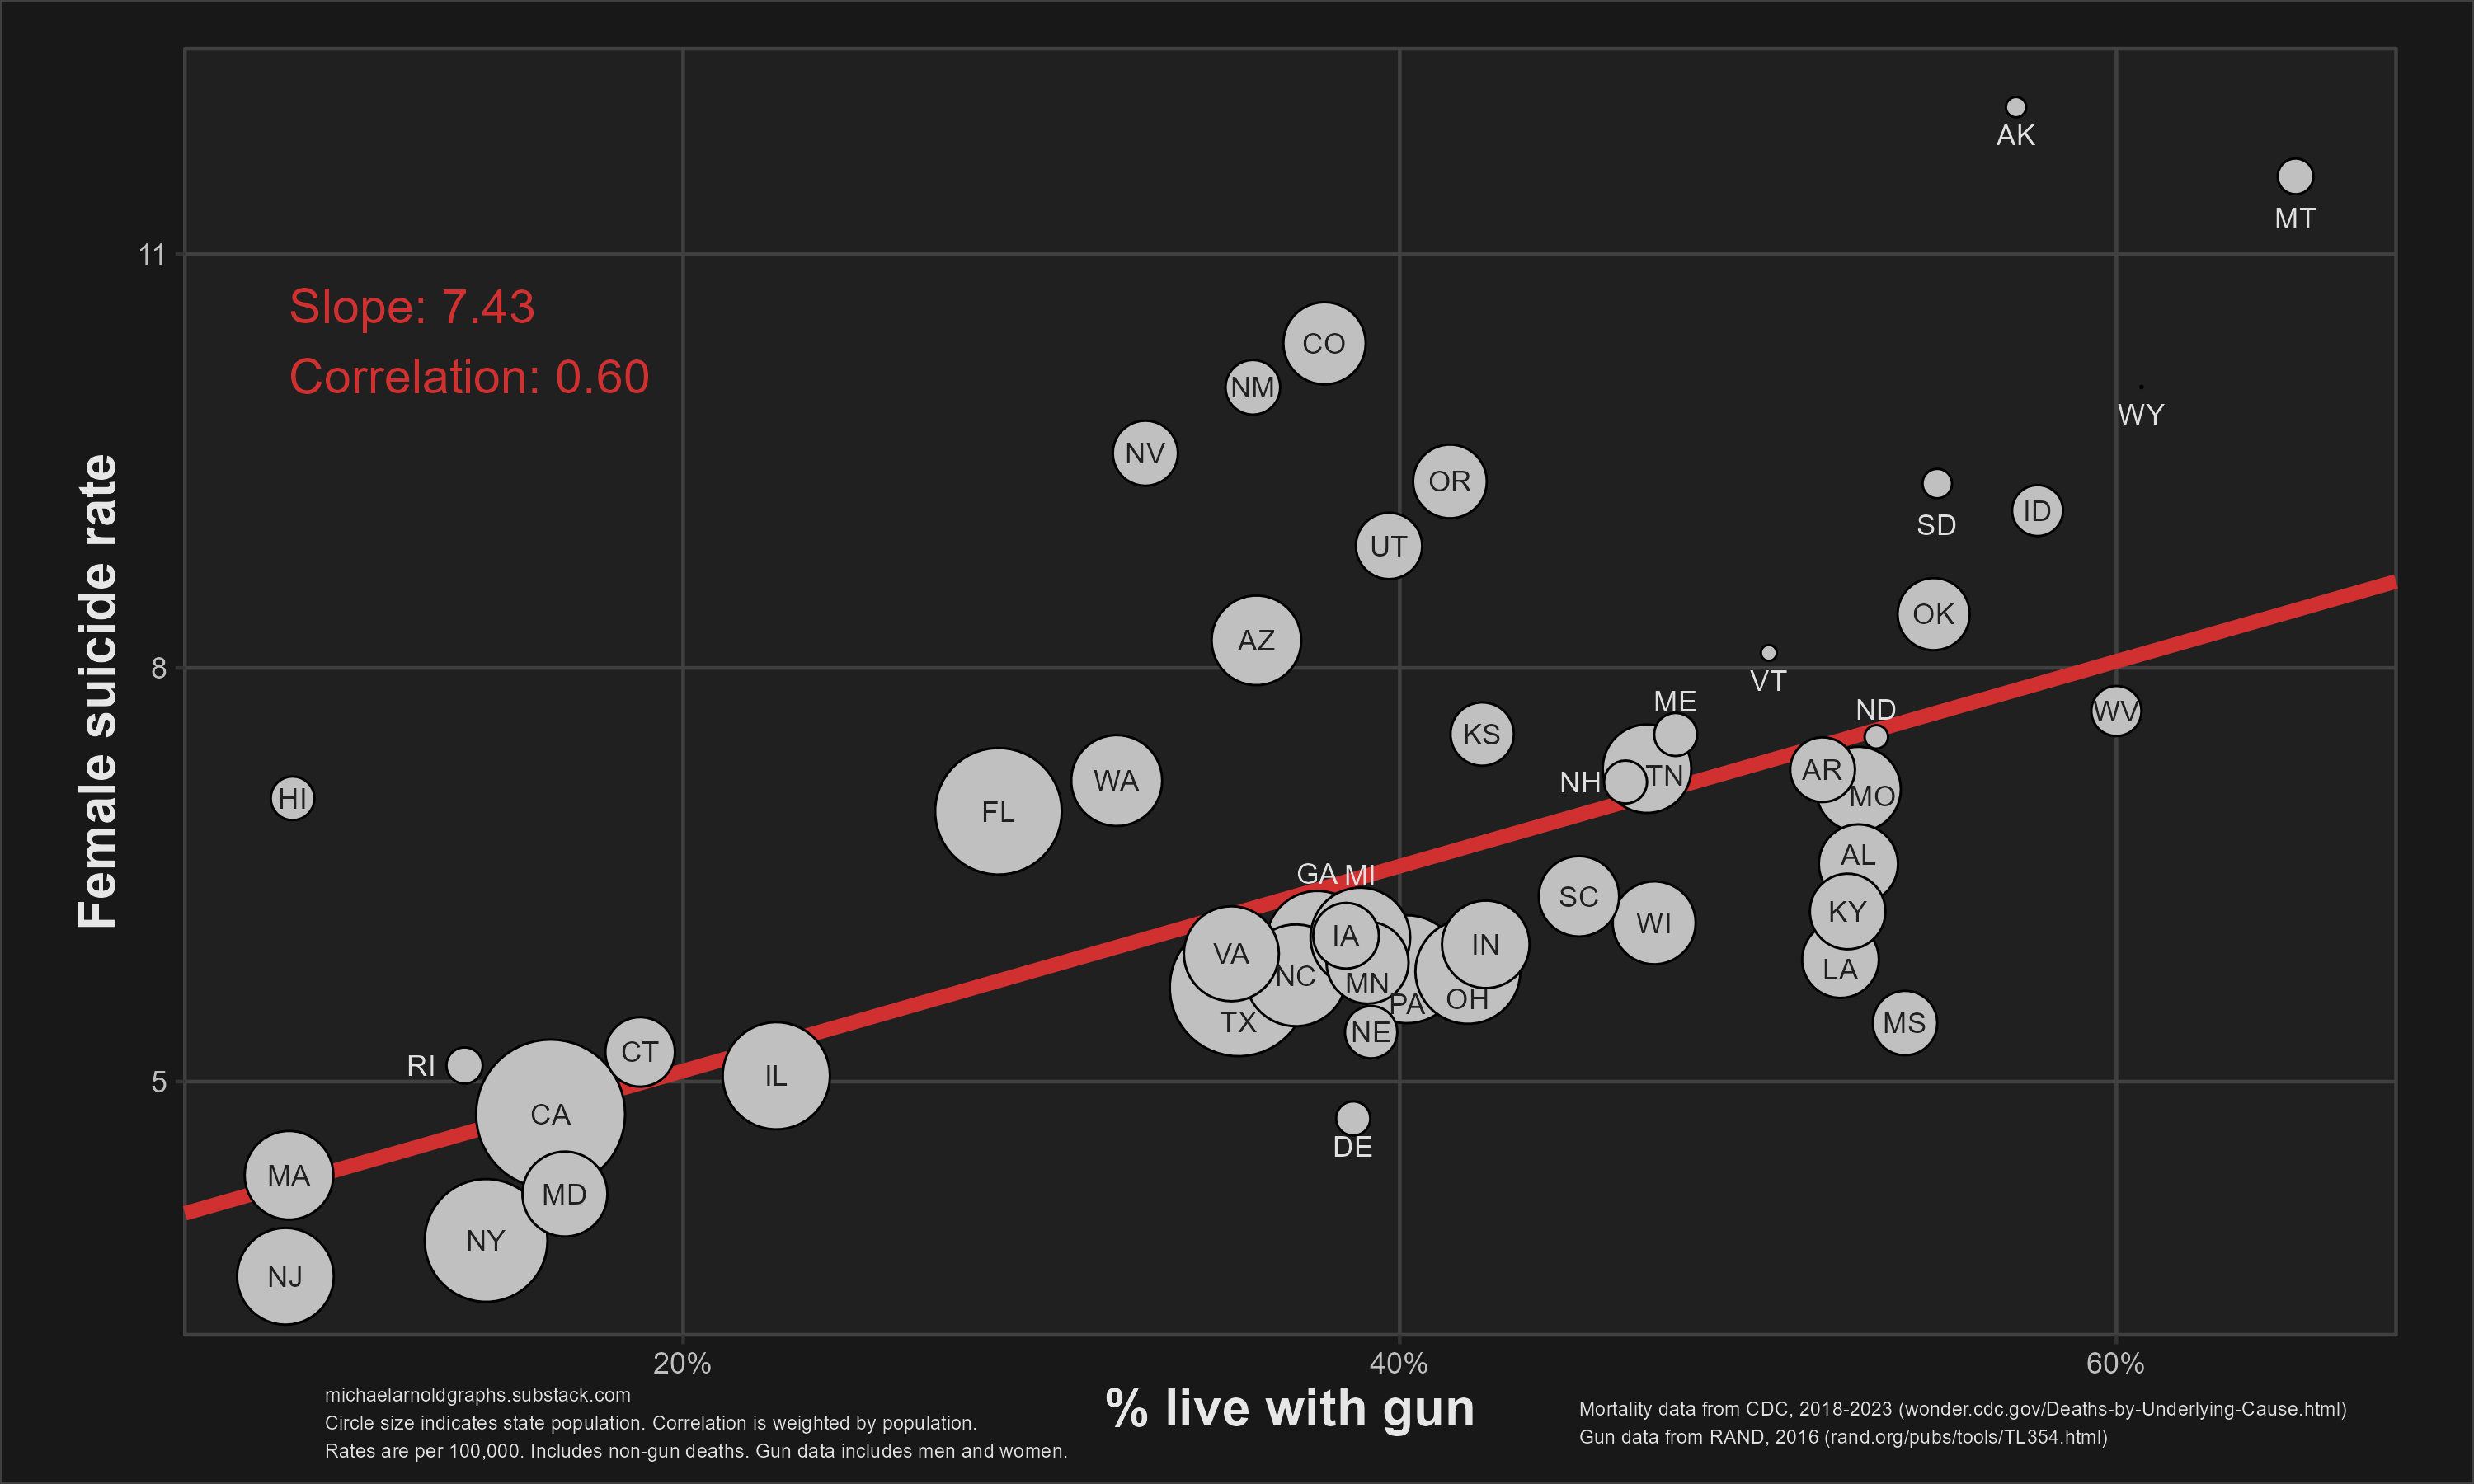 AK
MT
11
Slope: 7.43
CO
Correlation: 0.60
NM
WY
NV
OR
SD
ID
UT
OK
AZ
8
VT
ME
ND
WV
KS
AR
TN
NH
WA
MO
HI
FL
AL
GA MI
SC
KY
WI
IA
IN
VA
LA
NC
MN
OH
PA
TX
MS
NE
CT
RI
IL
5
CA
DE
MA
MD
NY
NJ
Female suicide rate
20%
40%
60%
% live with gun
michaelarnoldgraphs.substack.com
Circle size indicates state population. Correlation is weighted by population.
Rates are per 100,000. Includes non-gun deaths. Gun data includes men and women.
Mortality data from CDC, 2018-2023 (wonder.cdc.gov/Deaths-by-Underlying-Cause.html)
Gun data from RAND, 2016 (rand.org/pubs/tools/TL354.html)